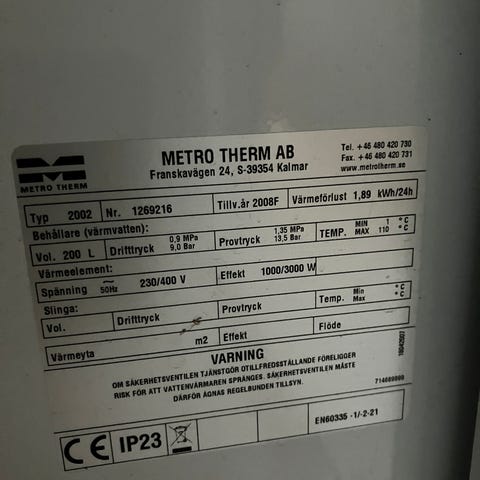 METRO THERM AB
Franskavägen 24, S-39354 Kalmar
Tel. +46 480 420 730
Fax. +46 480 420 731
metrotherm.se
METRO THERM
Typ 2002 Nr. 1269216 Tillv.år 2008F Värmeförlust 1,89 kWh/24h
Behållare (värmvatten):
Vol. 200 L Drifttryck 0,9 MPa 9,0 Bar Provtryck 1,35 MPa 13,5 Bar TEMP. MIN 1 °C MAX 110 °C
Värmeelement:
Spänning ~ 50Hz 230/400 V Effekt 1000/3000 W
Slinga:
Vol. Drifttryck Provtryck Temp. Min °C Max °C
Värmeyta m2 Effekt Flöde
VARNING
OM SÄKERHETSVENTILEN TJÄNSTGÖR OTILLFREDSSTÄLLANDE FÖRELIGGER
RISK FÖR ATT VATTENVÄRMAREN SPRÄNGES. SÄKERHETSVENTILEN MÅSTE
DÄRFÖR ÄGNAS REGELBUNDEN TILLSYN.
18042007
CE IP23
EN60335 -1/-2-21